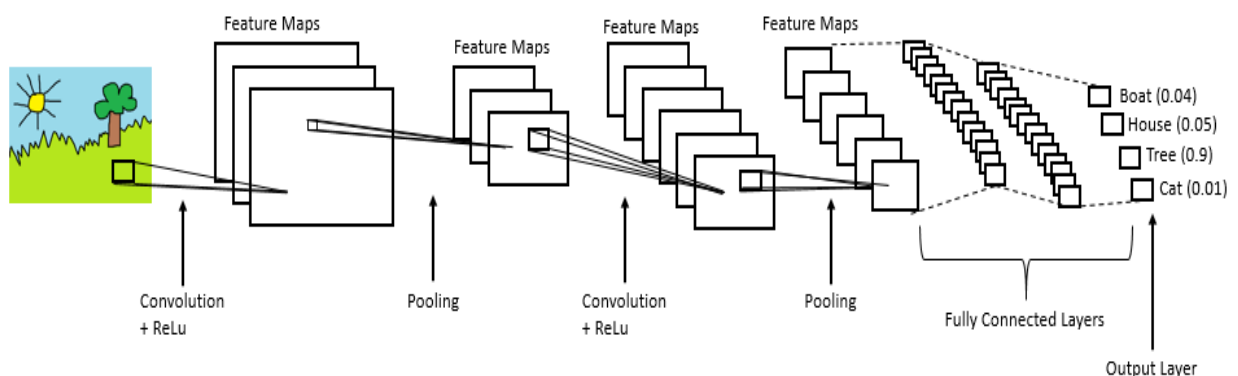 Feature Maps
Feature Maps
Feature Maps
Feature Maps
Boat (0.04)
House (0.05)
Tree (0.9)
Cat (0.01)
Convolution
+ ReLu
Pooling
Convolution
+ ReLu
Pooling
Fully Connected Layers
Output Layer